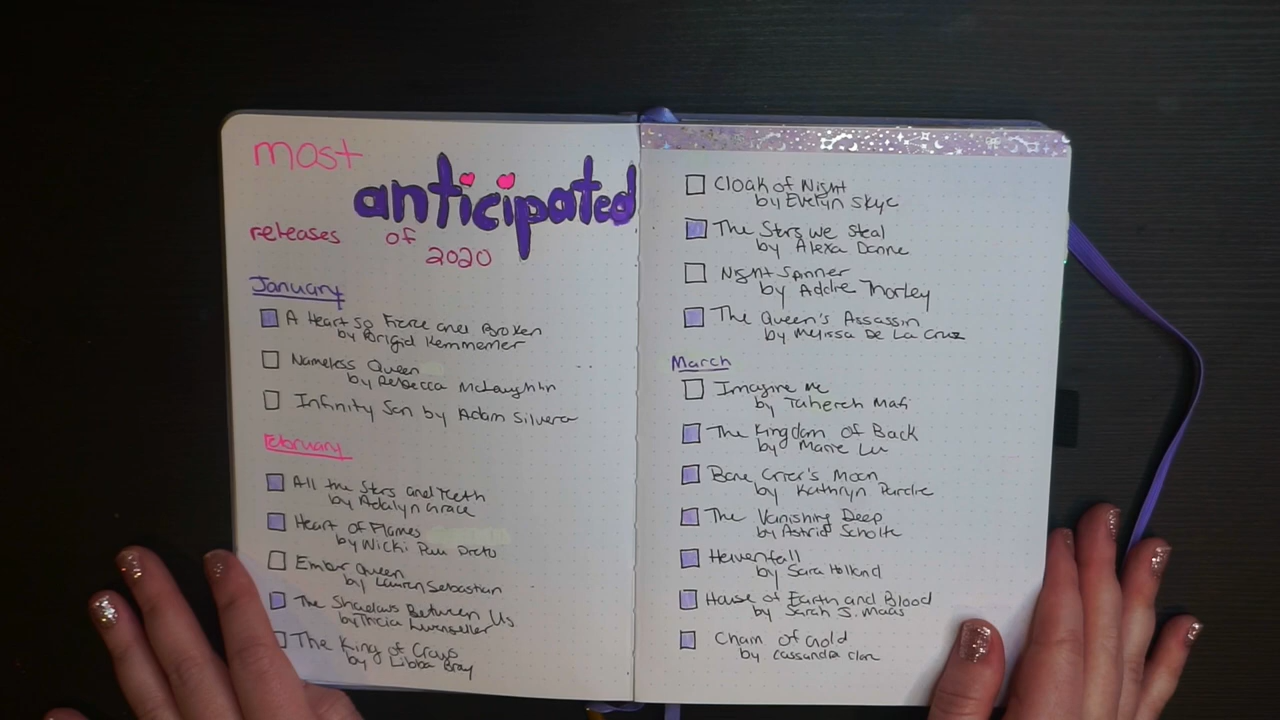 most
anticipated
releases of
2020
January
A Heart so Fierce and Broken
by Brigid Kemmemer
Nameless Queen
by Rebecca McLaughlin
Infinity Son by Adam Silvera
February
All the Stars and Teeth
by Adalyn Grace
Heart of Flames
by Nicki Pau Preto
Ember Queen
by Lauren Sebastian
The Shadows Between Us
by Tricia Levenseller
The King of Crows
by Libba Bray
Cloak of Night
by Evelyn Skye
The Stars we Steal
by Alexa Donne
Night Spinner
by Addie Thorley
The Queen's Assassin
by Melissa De La Cruz
March
Imagine Me
by Tahereh Mafi
The Kingdom of Back
by Marie Lu
Bone Crier's Moon
by Kathryn Purdie
The Vanishing Deep
by Astrid Scholte
Havenfall
by Sara Holland
House of Earth and Blood
by Sarah J. Maas
Chain of Gold
by Cassandra Clare